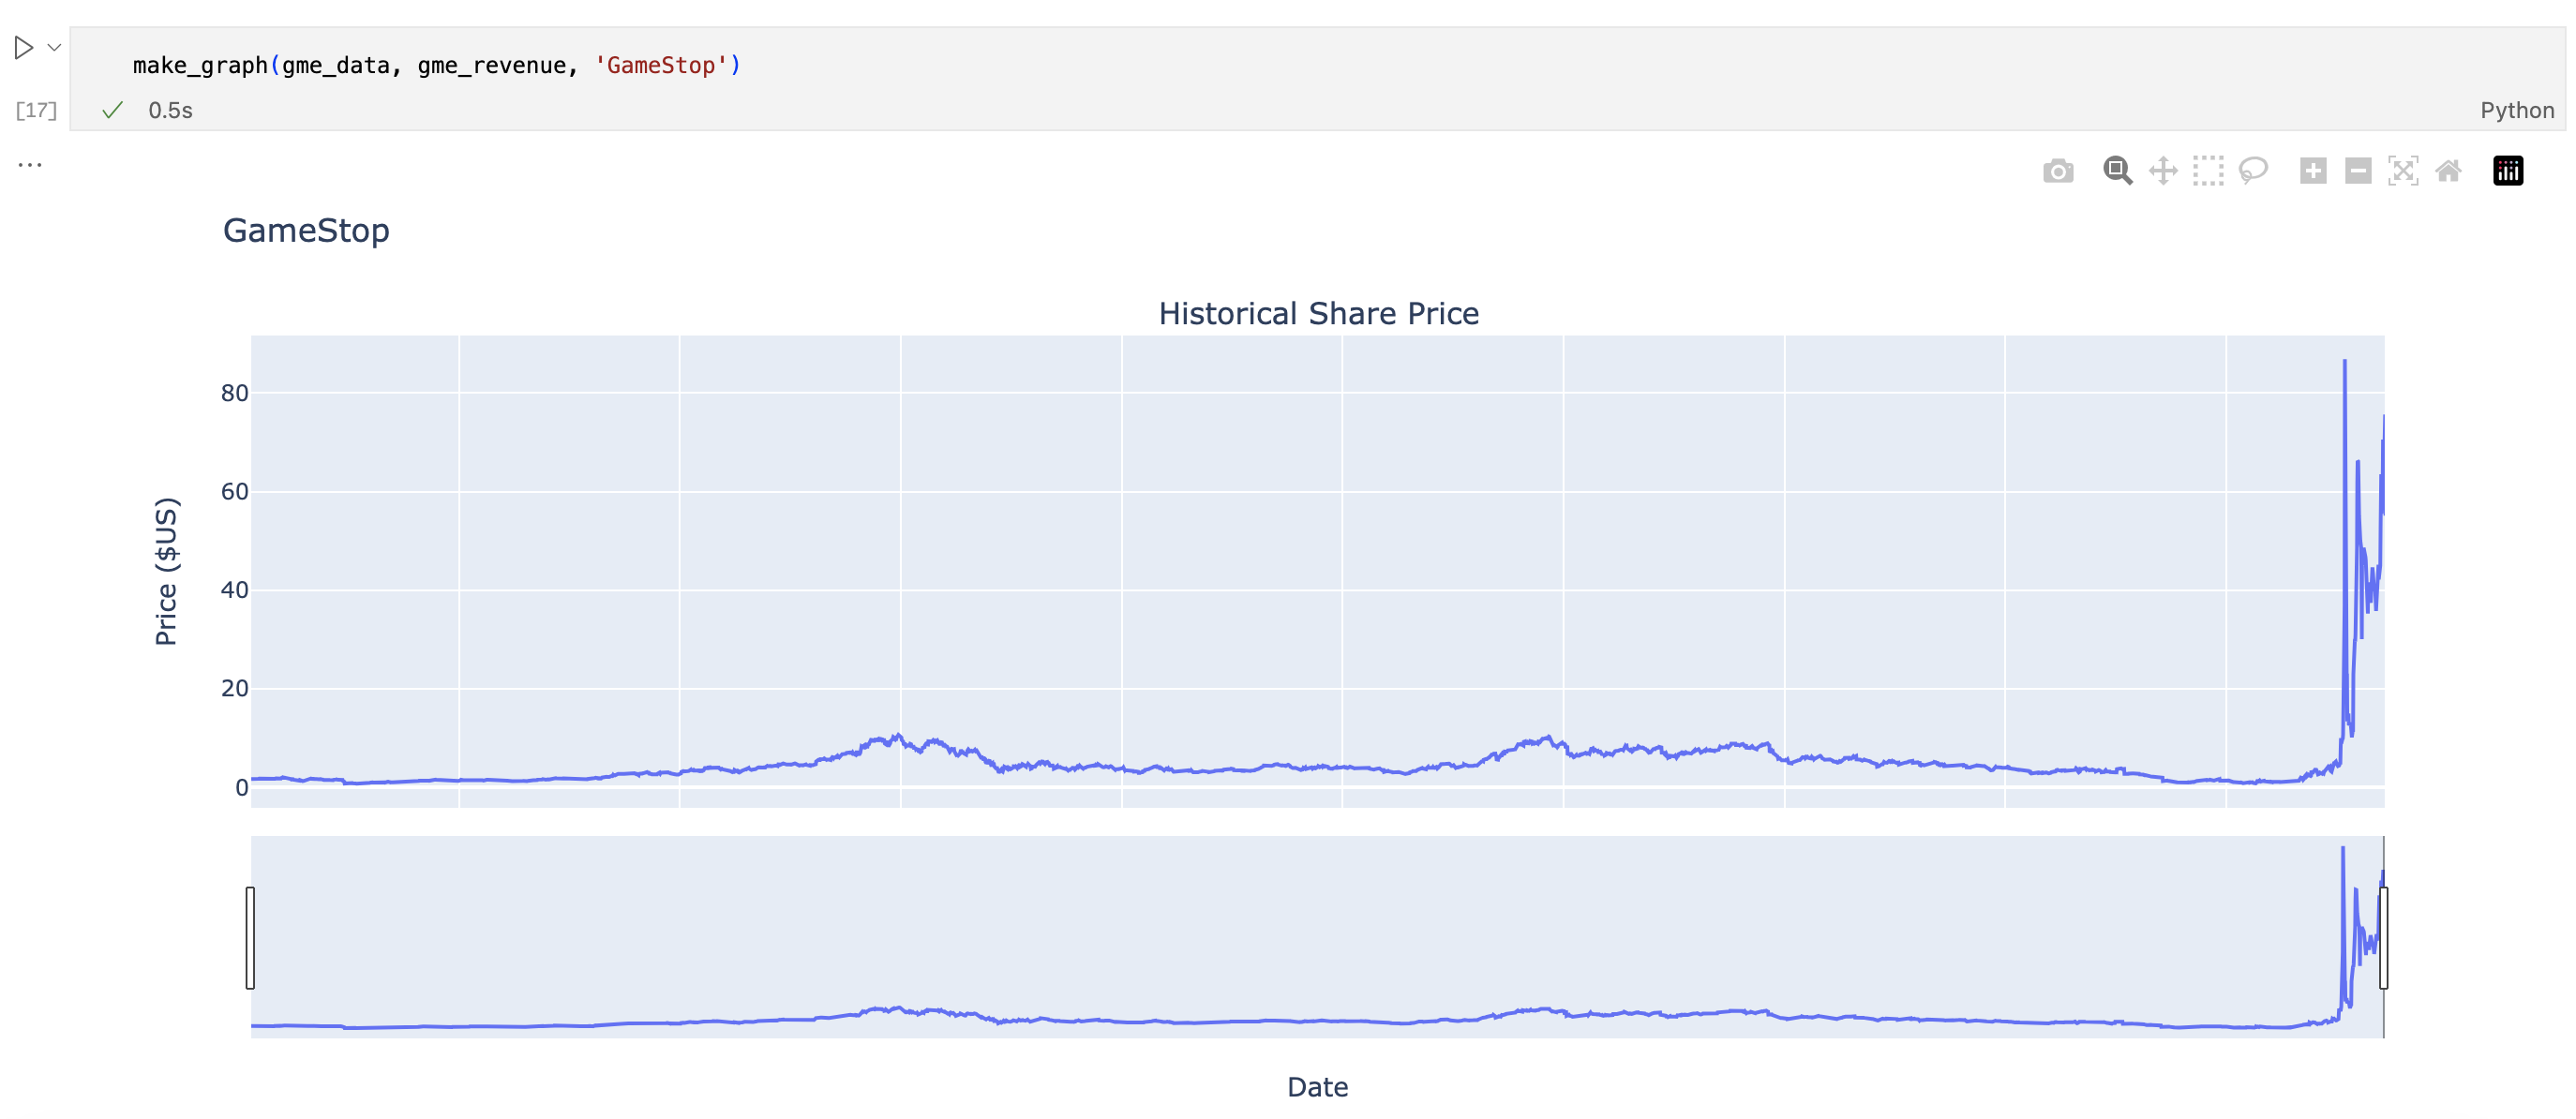 make_graph(gme_data, gme_revenue, 'GameStop')
[17]
0.5s
Python
...
GameStop
Historical Share Price
80
60
40
20
0
Price ($US)
Date